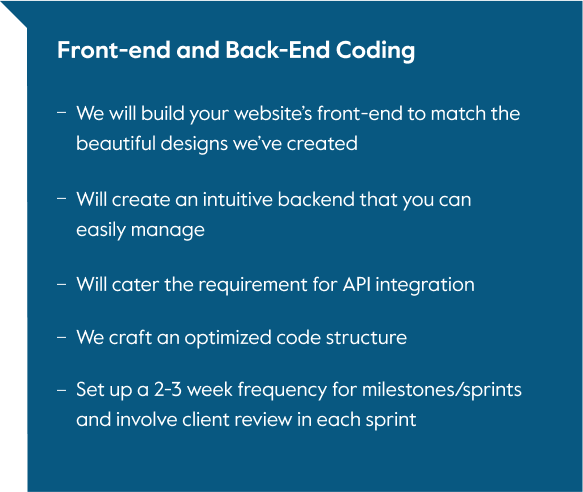 Front-end and Back-End Coding
– We will build your website’s front-end to match the
beautiful designs we’ve created
– Will create an intuitive backend that you can
easily manage
– Will cater the requirement for API integration
– We craft an optimized code structure
– Set up a 2-3 week frequency for milestones/sprints
and involve client review in each sprint